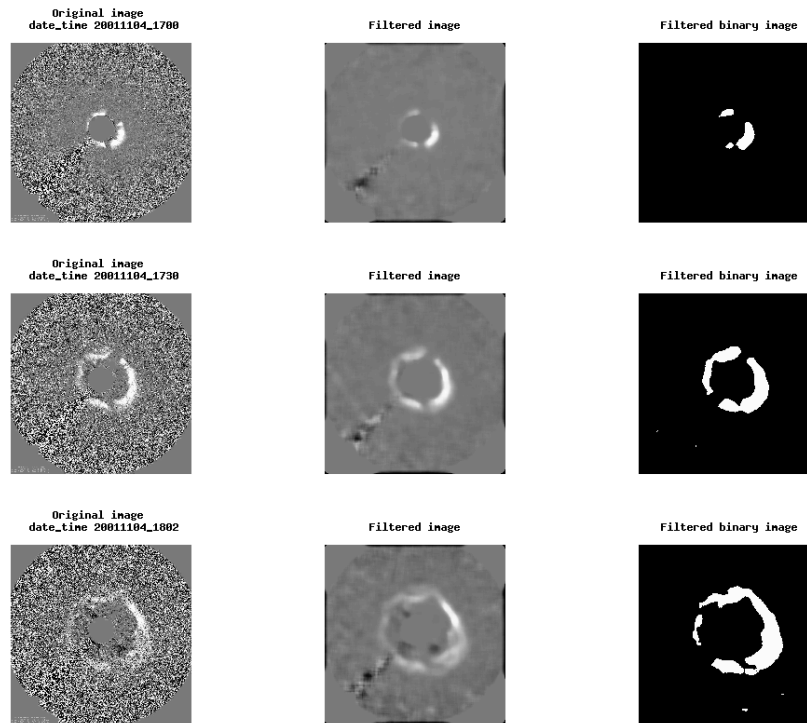 Original image
date_time 20011104_1700
Filtered image
Filtered binary image
Original image
date_time 20011104_1730
Filtered image
Filtered binary image
Original image
date_time 20011104_1802
Filtered image
Filtered binary image